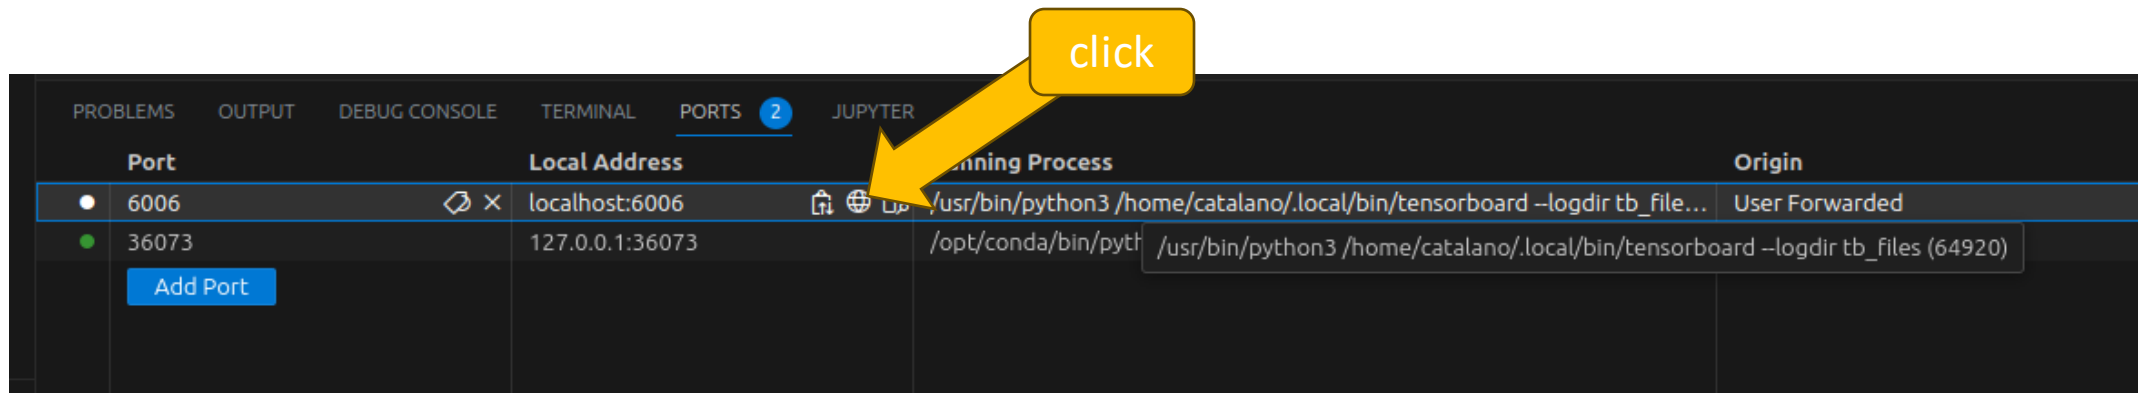 click
PROBLEMS OUTPUT DEBUG CONSOLE TERMINAL PORTS 2 JUPYTER
Port Local Address Process Origin
6006 localhost:6006 /usr/bin/python3 /home/catalano/.local/bin/tensorboard --logdir tb_file... User Forwarded
36073 127.0.0.1:36073 /opt/conda/bin/pyth
/usr/bin/python3 /home/catalano/.local/bin/tensorboard --logdir tb_files (64920)
Add Port